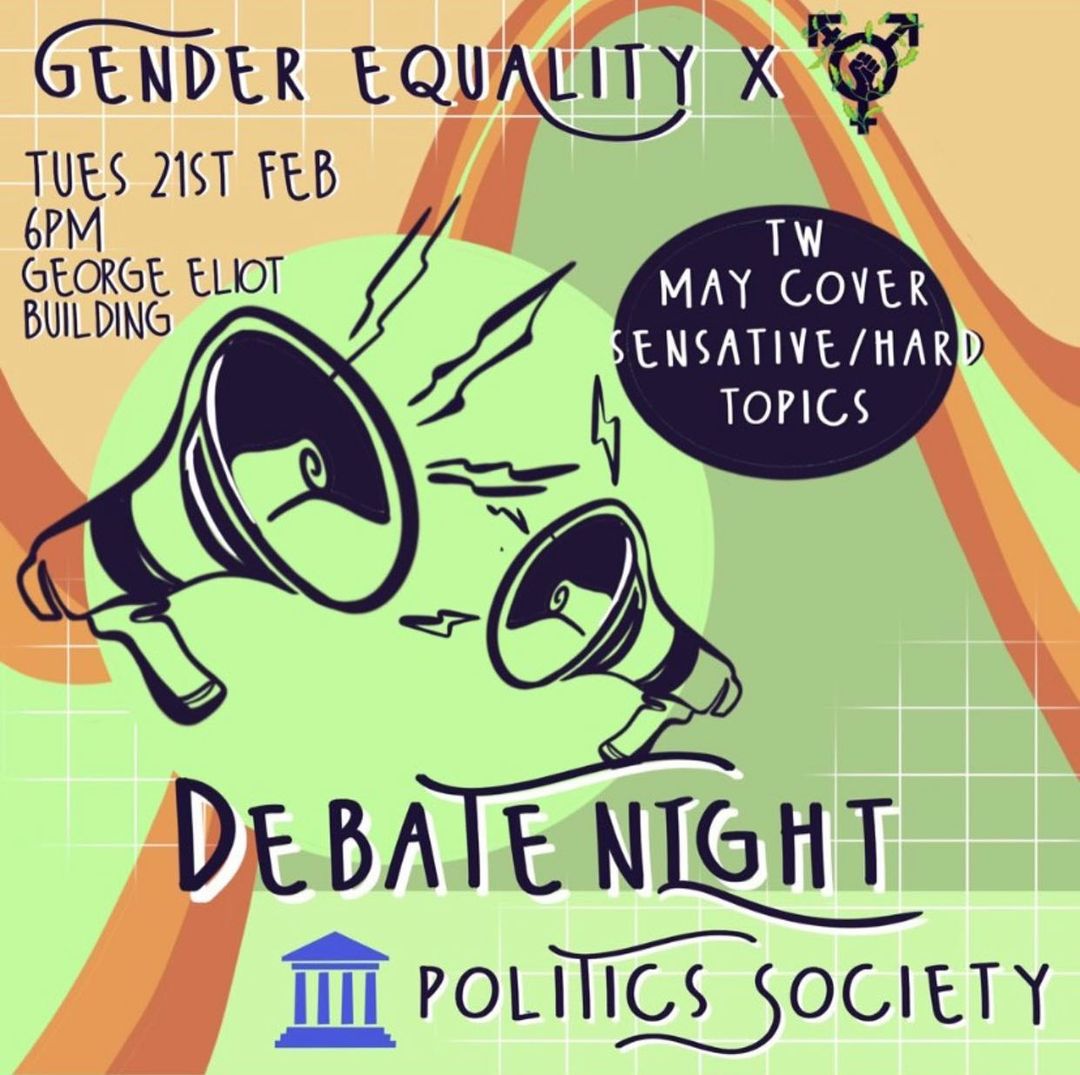 GENDER EQUALITY X
TUES 21ST FEB
6PM
GEORGE ELIOT
BUILDING
TW
MAY COVER
SENSATIVE/HARD
TOPICS
DEBATE NIGHT
POLITICS SOCIETY